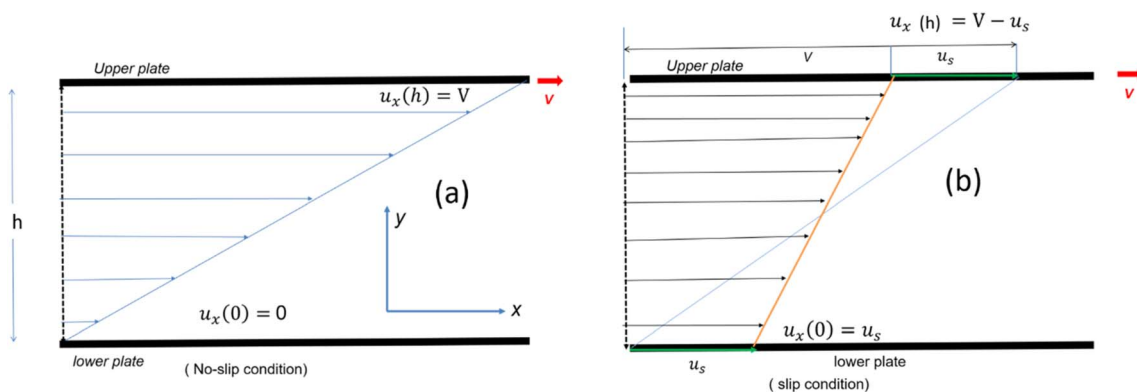 Upper plate
u_x(h) = V
v
h
(a)
y
x
u_x(0) = 0
lower plate
( No-slip condition)
u_x (h) = V − u_s
V
Upper plate
u_s
v
(b)
u_x(0) = u_s
u_s
lower plate
( slip condition)